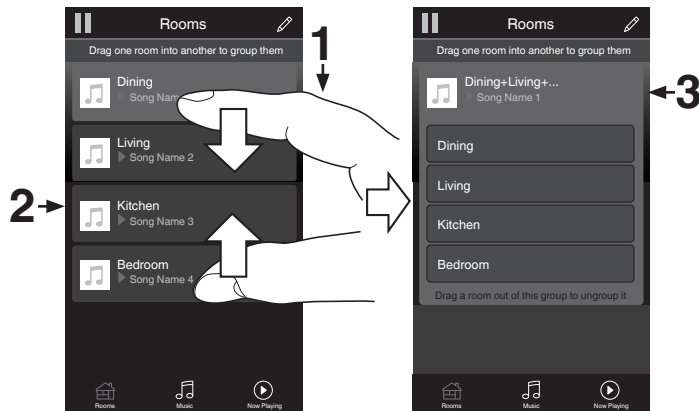 Rooms
Drag one room into another to group them
1
Dining
Song Nam
Living
Song Name 2
2
Kitchen
Song Name 3
Bedroom
Song Name 4
Rooms
Music
Now Playing
Rooms
Drag one room into another to group them
Dining+Living+...
Song Name 1
3
Dining
Living
Kitchen
Bedroom
Drag a room out of this group to ungroup it
Rooms
Music
Now Playing